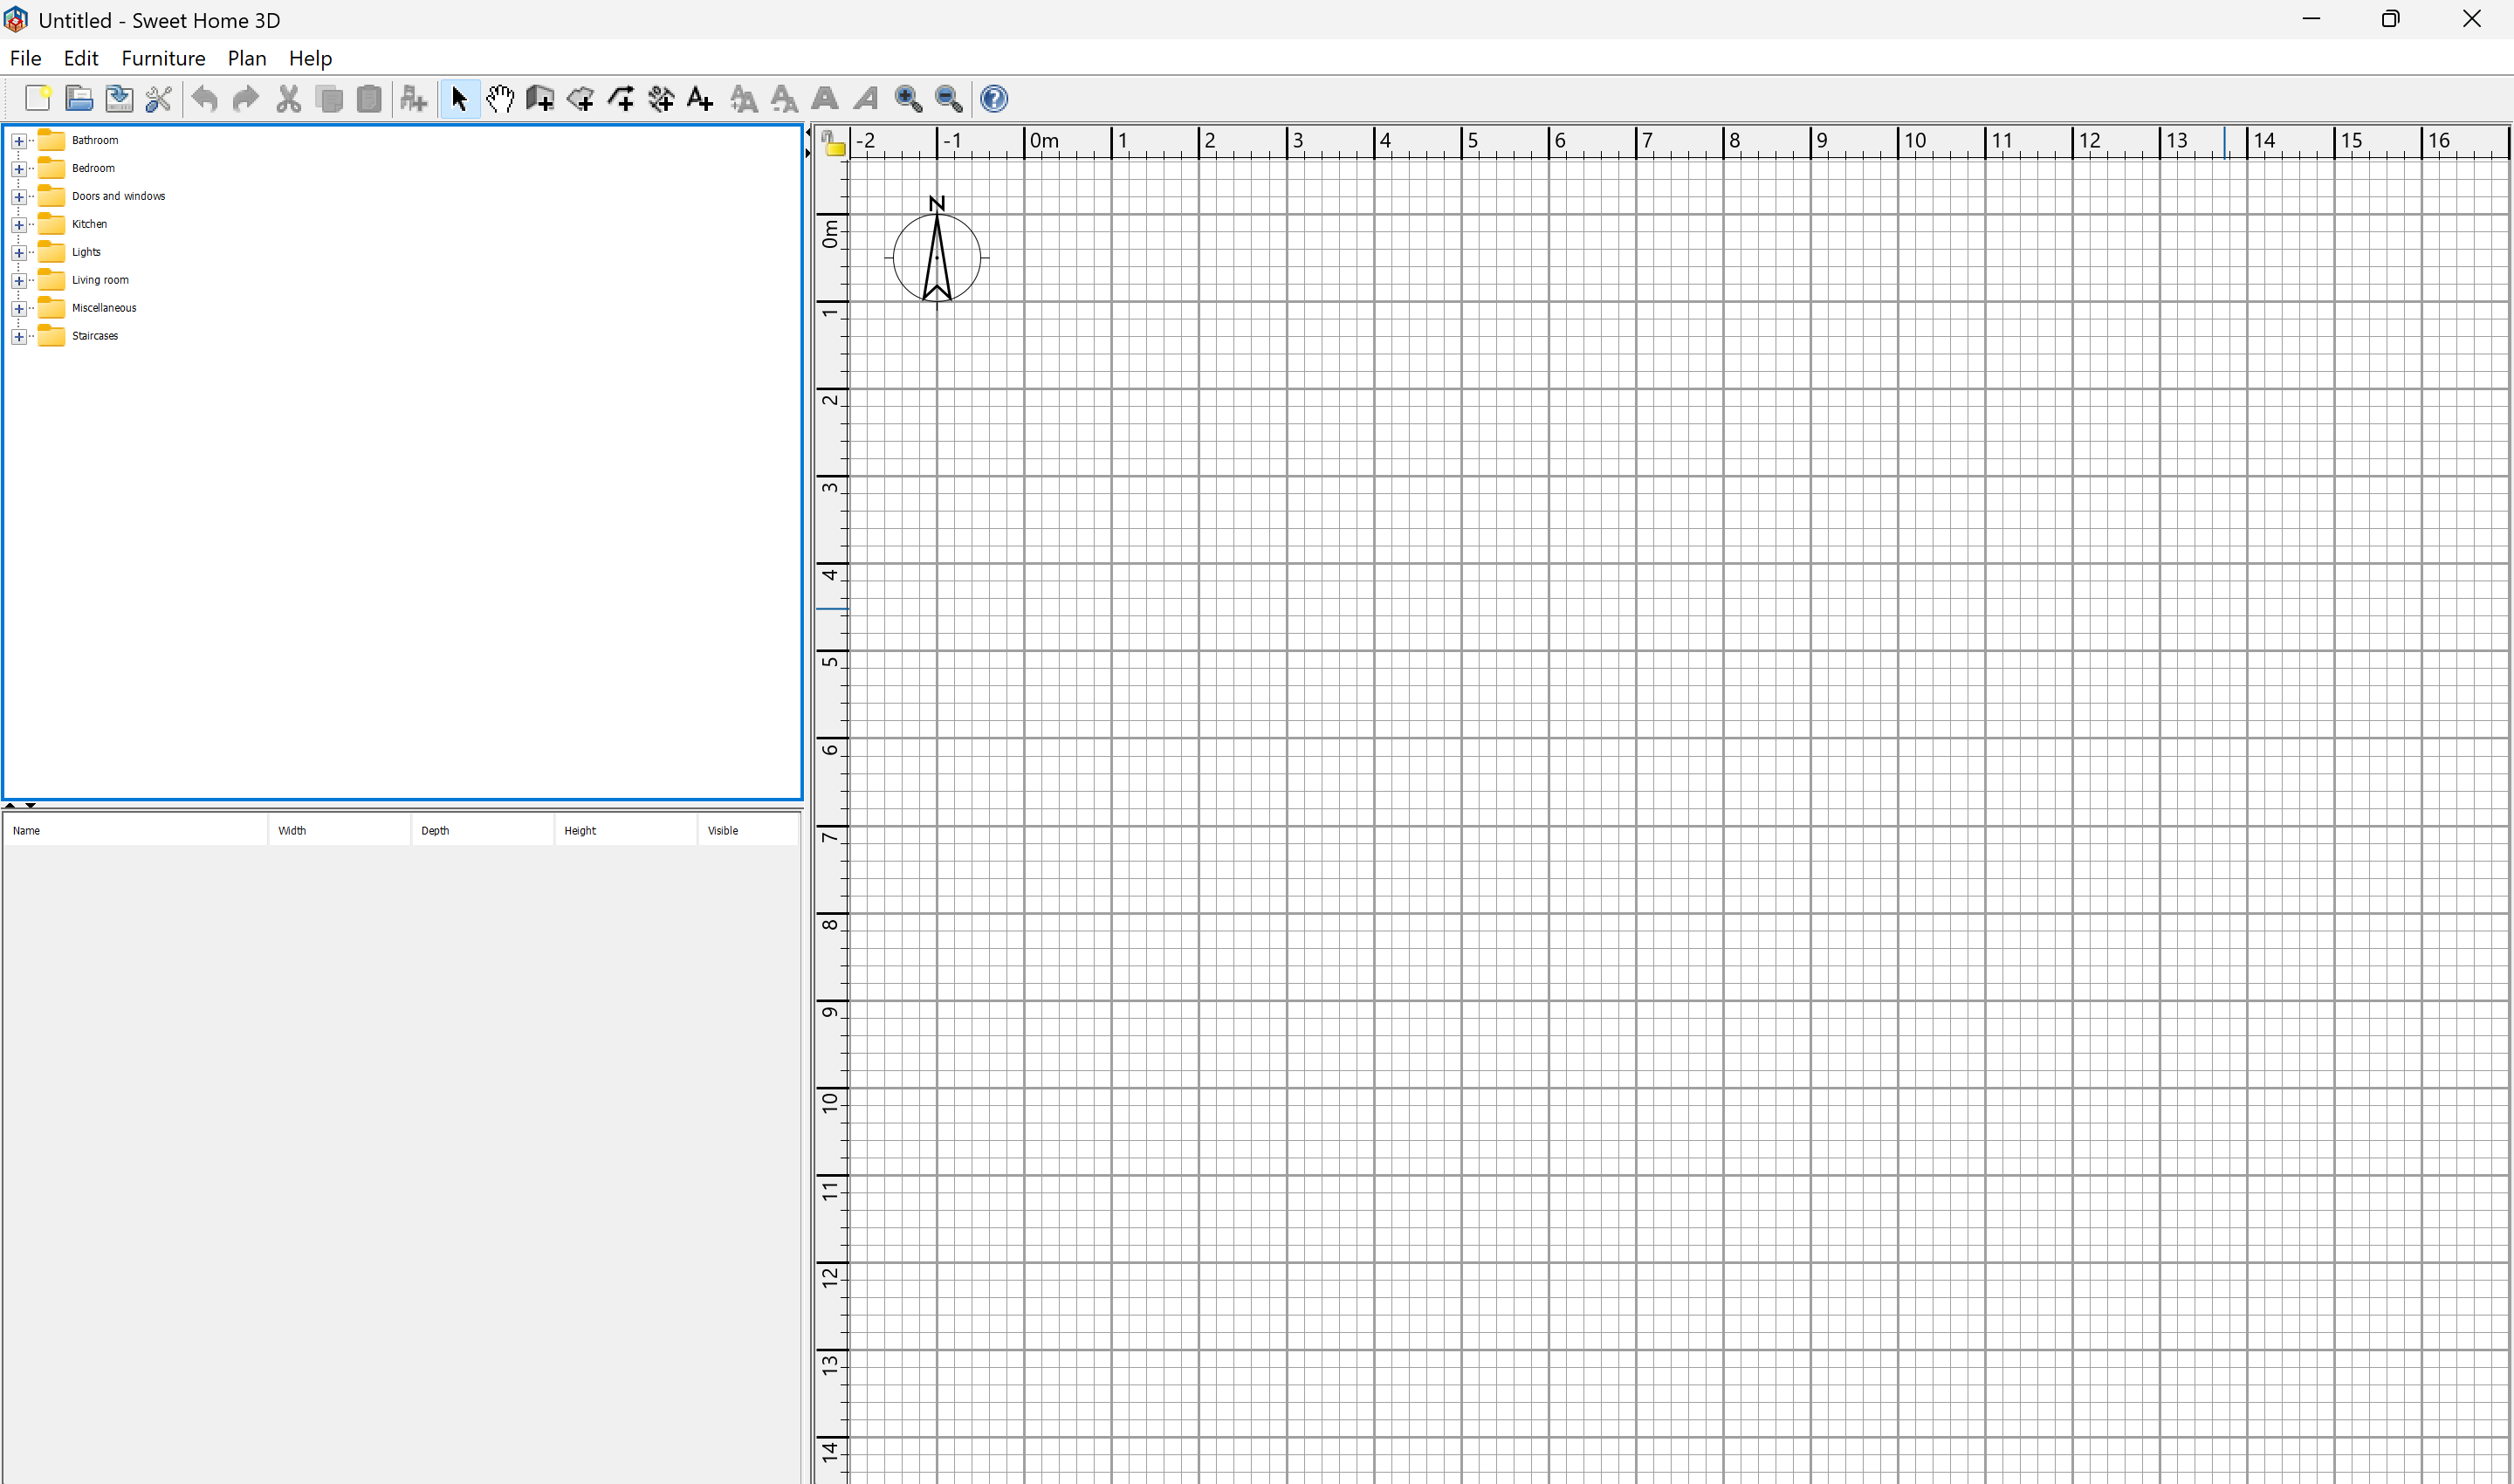 Untitled - Sweet Home 3D
File Edit Furniture Plan Help
Bathroom
Bedroom
Doors and windows
Kitchen
Lights
Living room
Miscellaneous
Staircases
Name Width Depth Height Visible
-2 -1 0m 1 2 3 4 5 6 7 8 9 10 11 12 13 14 15 16
N
0m
1
2
3
4
5
6
7
8
9
10
11
12
13
14